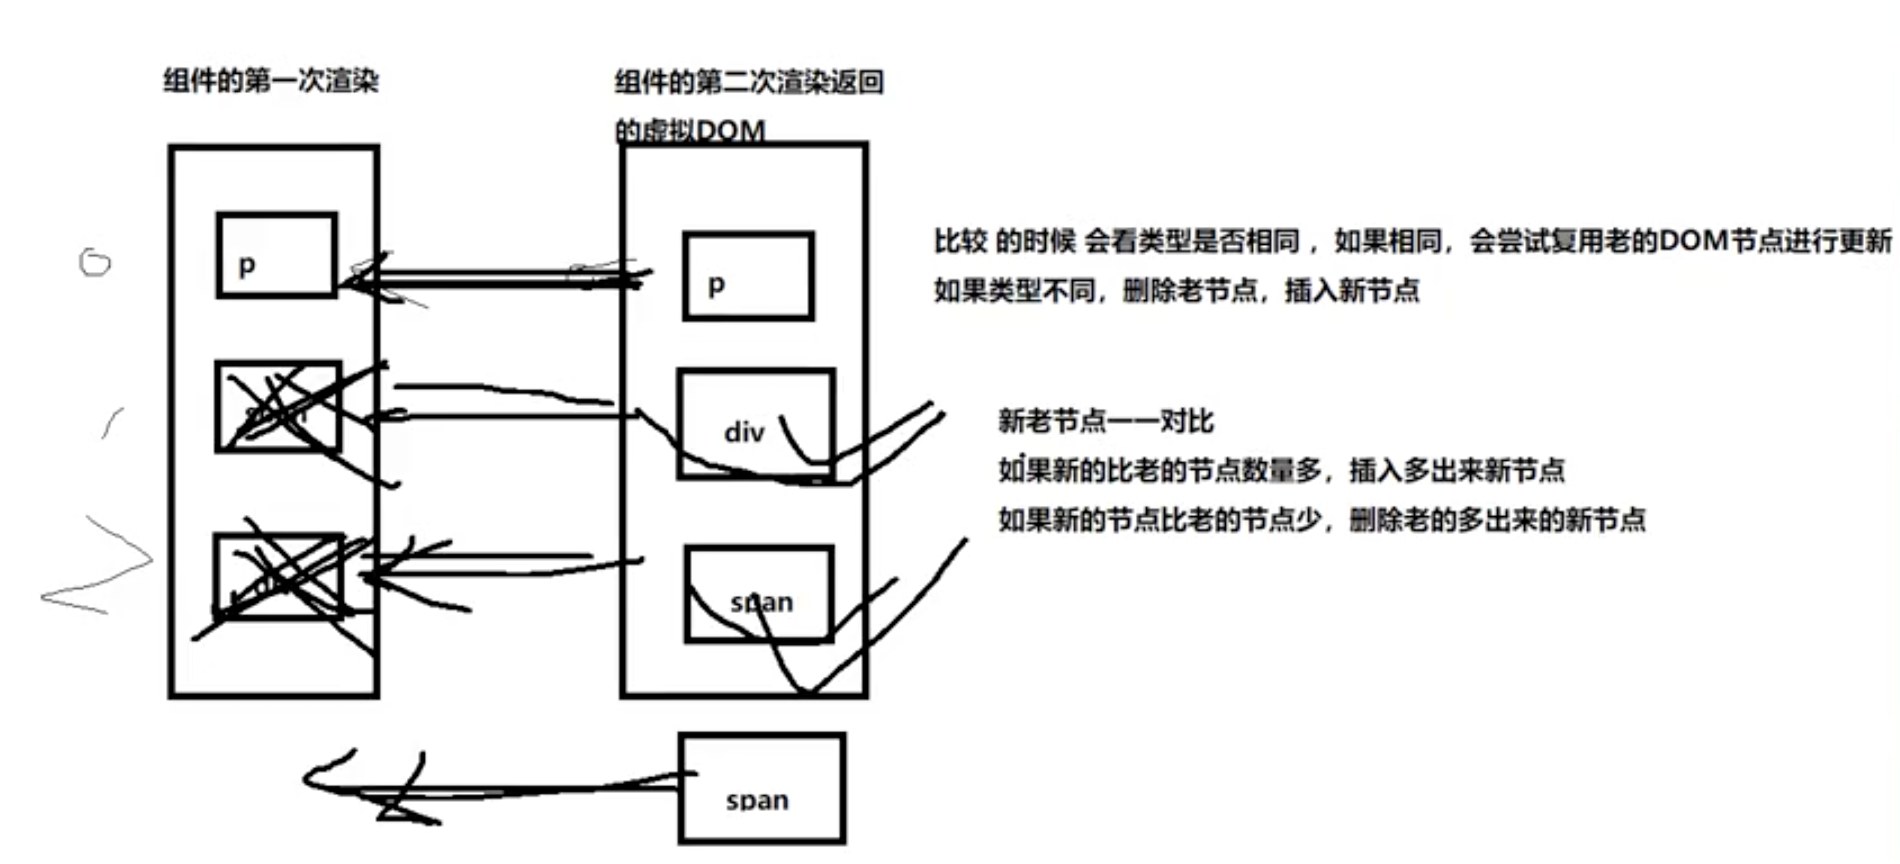 组件的第一次渲染
组件的第二次渲染返回
的虚拟DOM
p
p
比较 的时候 会看类型是否相同 ，如果相同，会尝试复用老的DOM节点进行更新
如果类型不同，删除老节点，插入新节点
div
新老节点一一对比
如果新的比老的节点数量多，插入多出来新节点
如果新的节点比老的节点少，删除老的多出来的新节点
span
span